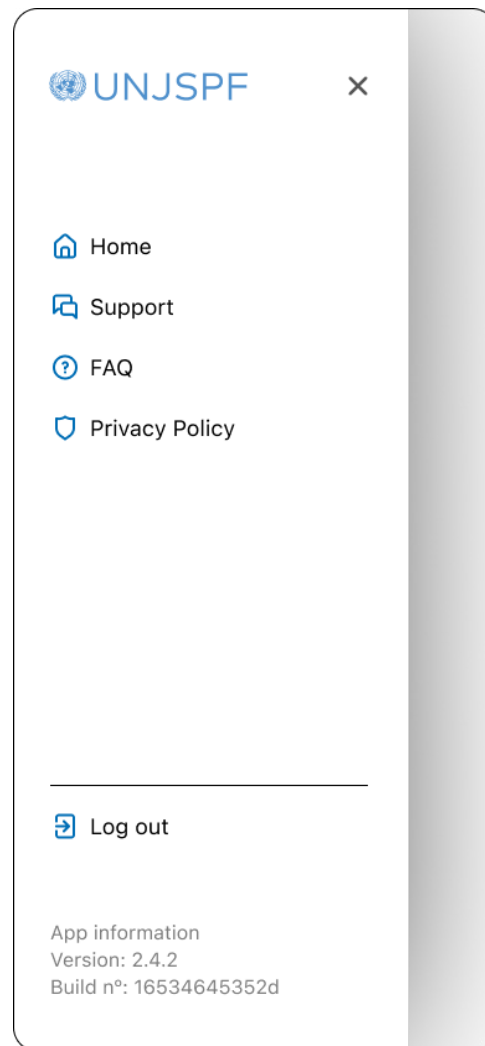 UNJSPF
Home
Support
FAQ
Privacy Policy
Log out
App information
Version: 2.4.2
Build nº: 16534645352d